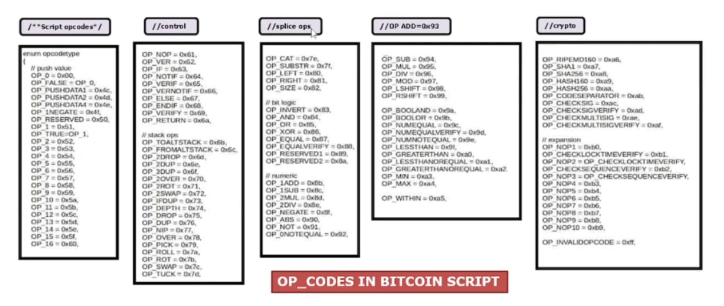 /**Script opcodes*/
enum opcodetype
{
// push value
OP_0 = 0x00,
OP_FALSE = OP_0,
OP_PUSHDATA1 = 0x4c,
OP_PUSHDATA2 = 0x4d,
OP_PUSHDATA4 = 0x4e,
OP_1NEGATE = 0x4f,
OP_RESERVED = 0x50,
OP_1 = 0x51,
OP_TRUE=OP_1,
OP_2 = 0x52,
OP_3 = 0x53,
OP_4 = 0x54,
OP_5 = 0x55,
OP_6 = 0x56,
OP_7 = 0x57,
OP_8 = 0x58,
OP_9 = 0x59,
OP_10 = 0x5a,
OP_11 = 0x5b,
OP_12 = 0x5c,
OP_13 = 0x5d,
OP_14 = 0x5e,
OP_15 = 0x5f,
OP_16 = 0x60,
//control
OP_NOP = 0x61,
OP_VER = 0x62,
OP_IF = 0x63,
OP_NOTIF = 0x64,
OP_VERIF = 0x65,
OP_VERNOTIF = 0x66,
OP_ELSE = 0x67,
OP_ENDIF = 0x68,
OP_VERIFY = 0x69,
OP_RETURN = 0x6a,
// stack ops
OP_TOALTSTACK = 0x6b,
OP_FROMALTSTACK = 0x6c,
OP_2DROP = 0x6d,
OP_2DUP = 0x6e,
OP_3DUP = 0x6f,
OP_2OVER = 0x70,
OP_2ROT = 0x71,
OP_2SWAP = 0x72,
OP_IFDUP = 0x73,
OP_DEPTH = 0x74,
OP_DROP = 0x75,
OP_DUP = 0x76,
OP_NIP = 0x77,
OP_OVER = 0x78,
OP_PICK = 0x79,
OP_ROLL = 0x7a,
OP_ROT = 0x7b,
OP_SWAP = 0x7c,
OP_TUCK = 0x7d,
//splice ops
OP_CAT = 0x7e,
OP_SUBSTR = 0x7f,
OP_LEFT = 0x80,
OP_RIGHT = 0x81,
OP_SIZE = 0x82,
// bit logic
OP_INVERT = 0x83,
OP_AND = 0x84,
OP_OR = 0x85,
OP_XOR = 0x86,
OP_EQUAL = 0x87,
OP_EQUALVERIFY = 0x88,
OP_RESERVED1 = 0x89,
OP_RESERVED2 = 0x8a,
// numeric
OP_1ADD = 0x8b,
OP_1SUB = 0x8c,
OP_2MUL = 0x8d,
OP_2DIV = 0x8e,
OP_NEGATE = 0x8f,
OP_ABS = 0x90,
OP_NOT = 0x91,
OP_0NOTEQUAL = 0x92,
//OP ADD=0x93
OP_SUB = 0x94,
OP_MUL = 0x95,
OP_DIV = 0x96,
OP_MOD = 0x97,
OP_LSHIFT = 0x98,
OP_RSHIFT = 0x99,
OP_BOOLAND = 0x9a,
OP_BOOLOR = 0x9b,
OP_NUMEQUAL = 0x9c,
OP_NUMEQUALVERIFY = 0x9d,
OP_NUMNOTEQUAL = 0x9e,
OP_LESSTHAN = 0x9f,
OP_GREATERTHAN = 0xa0,
OP_LESSTHANOREQUAL = 0xa1,
OP_GREATERTHANOREQUAL = 0xa2
OP_MIN = 0xa3,
OP_MAX = 0xa4,
OP_WITHIN = 0xa5,
//crypto
OP_RIPEMD160 = 0xa6,
OP_SHA1 = 0xa7,
OP_SHA256 = 0xa8,
OP_HASH160 = 0xa9,
OP_HASH256 = 0xaa,
OP_CODESEPARATOR = 0xab,
OP_CHECKSIG = 0xac,
OP_CHECKSIGVERIFY = 0xad,
OP_CHECKMULTISIG = 0xae,
OP_CHECKMULTISIGVERIFY = 0xaf,
// expansion
OP_NOP1 = 0xb0,
OP_CHECKLOCKTIMEVERIFY = 0xb1,
OP_NOP2 = OP_CHECKLOCKTIMEVERIFY,
OP_CHECKSEQUENCEVERIFY = 0xb2,
OP_NOP3 = OP_CHECKSEQUENCEVERIFY,
OP_NOP4 = 0xb3,
OP_NOP5 = 0xb4,
OP_NOP6 = 0xb5,
OP_NOP7 = 0xb6,
OP_NOP8 = 0xb7,
OP_NOP9 = 0xb8,
OP_NOP10 = 0xb9,
OP_INVALIDOPCODE = 0xff,
OP_CODES IN BITCOIN SCRIPT